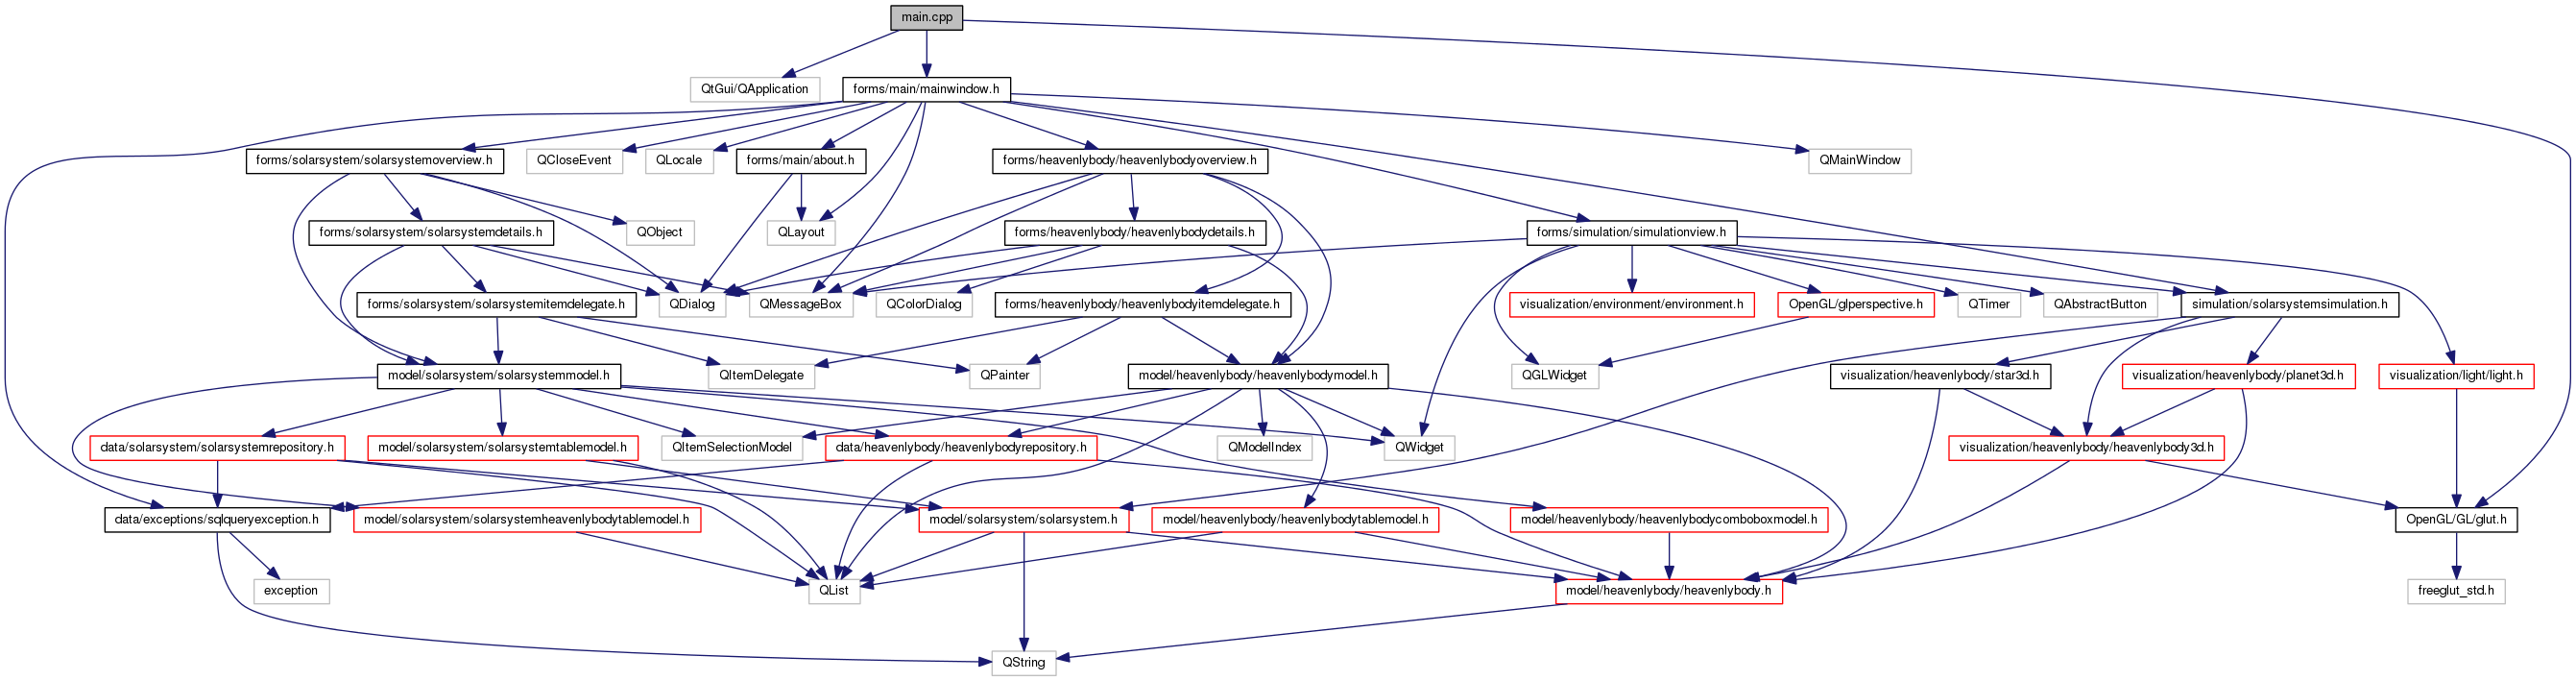 main.cpp
QtGui/QApplication
forms/main/mainwindow.h
forms/solarsystem/solarsystemoverview.h
QCloseEvent
QLocale
forms/main/about.h
forms/heavenlybody/heavenlybodyoverview.h
QMainWindow
forms/solarsystem/solarsystemdetails.h
QObject
QLayout
forms/heavenlybody/heavenlybodydetails.h
forms/simulation/simulationview.h
forms/solarsystem/solarsystemitemdelegate.h
QDialog
QMessageBox
QColorDialog
forms/heavenlybody/heavenlybodyitemdelegate.h
visualization/environment/environment.h
OpenGL/glperspective.h
QTimer
QAbstractButton
simulation/solarsystemsimulation.h
model/solarsystem/solarsystemmodel.h
QItemDelegate
QPainter
model/heavenlybody/heavenlybodymodel.h
QGLWidget
visualization/heavenlybody/star3d.h
visualization/heavenlybody/planet3d.h
visualization/light/light.h
data/solarsystem/solarsystemrepository.h
model/solarsystem/solarsystemtablemodel.h
QItemSelectionModel
data/heavenlybody/heavenlybodyrepository.h
QModelIndex
QWidget
visualization/heavenlybody/heavenlybody3d.h
data/exceptions/sqlqueryexception.h
model/solarsystem/solarsystemheavenlybodytablemodel.h
model/solarsystem/solarsystem.h
model/heavenlybody/heavenlybodytablemodel.h
model/heavenlybody/heavenlybodycomboboxmodel.h
OpenGL/GL/glut.h
exception
QList
model/heavenlybody/heavenlybody.h
freeglut_std.h
QString